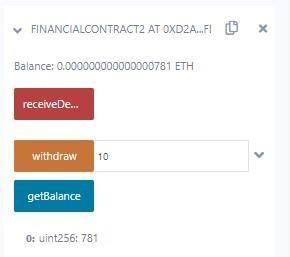 FINANCIALCONTRACT2 AT 0XD2A...FI
Balance: 0.000000000000000781 ETH
receiveDe...
withdraw 10
getBalance
0: uint256: 781